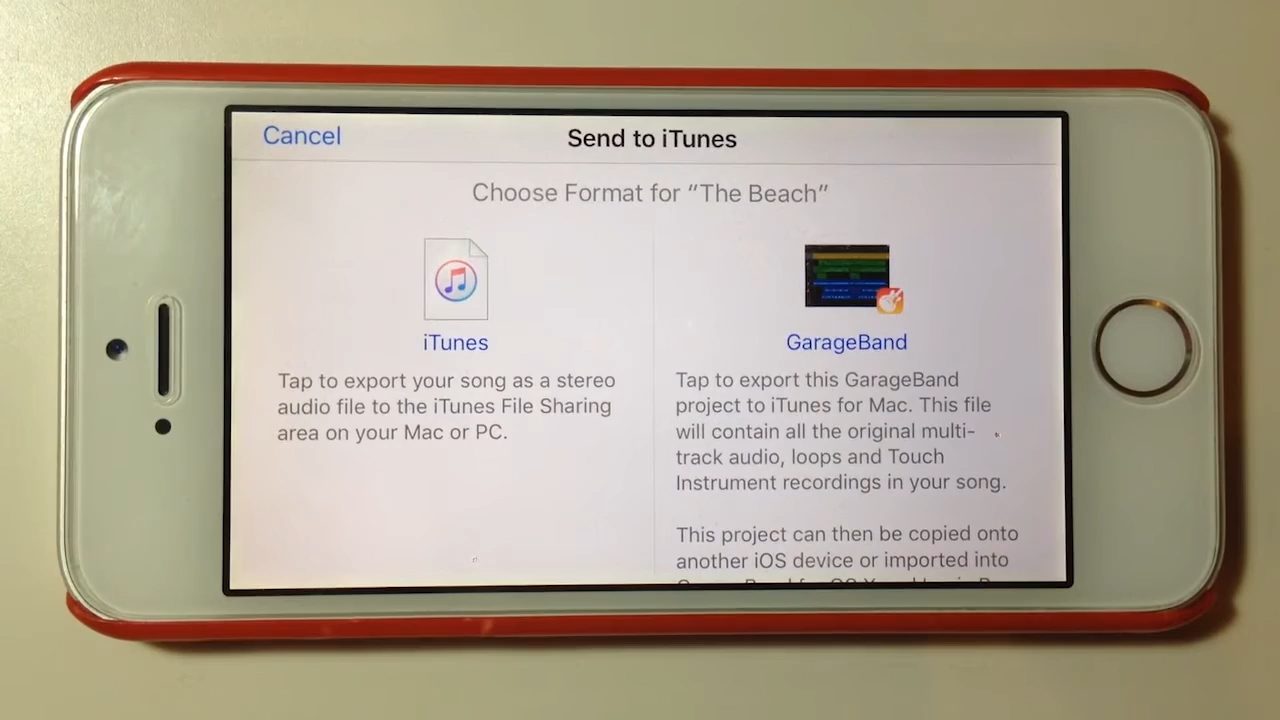 Cancel
Send to iTunes
Choose Format for “The Beach”
iTunes
Tap to export your song as a stereo
audio file to the iTunes File Sharing
area on your Mac or PC.
GarageBand
Tap to export this GarageBand
project to iTunes for Mac. This file
will contain all the original multi-
track audio, loops and Touch
Instrument recordings in your song.
This project can then be copied onto
another iOS device or imported into